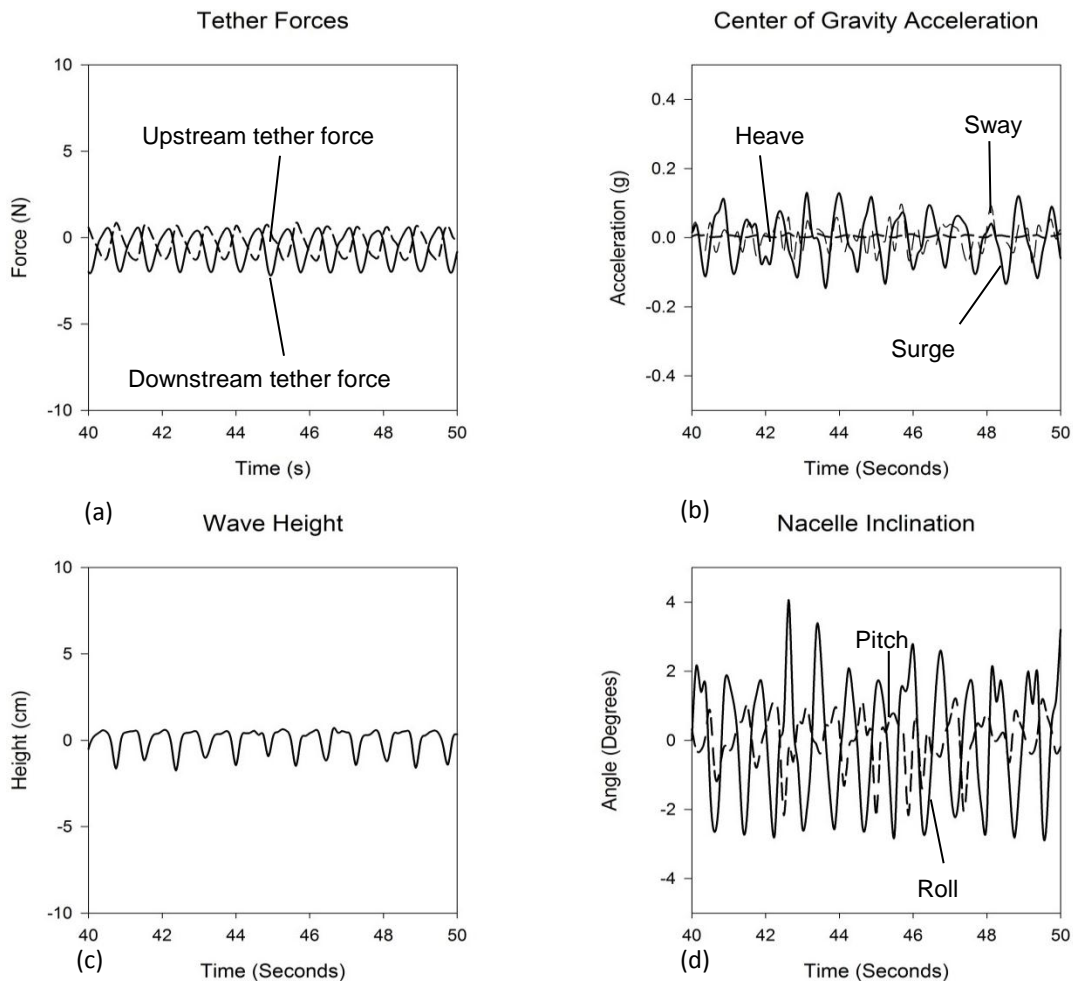 Tether Forces
10
5
0
-5
-10
Force (N)
Upstream tether force
Downstream tether force
40 42 44 46 48 50
Time (s)
(a)
Center of Gravity Acceleration
0.4
0.2
0.0
-0.2
-0.4
Acceleration (g)
Heave
Sway
Surge
40 42 44 46 48 50
Time (Seconds)
(b)
Wave Height
10
5
0
-5
-10
Height (cm)
40 42 44 46 48 50
Time (Seconds)
(c)
Nacelle Inclination
4
2
0
-2
-4
Angle (Degrees)
Pitch
Roll
40 42 44 46 48 50
Time (Seconds)
(d)